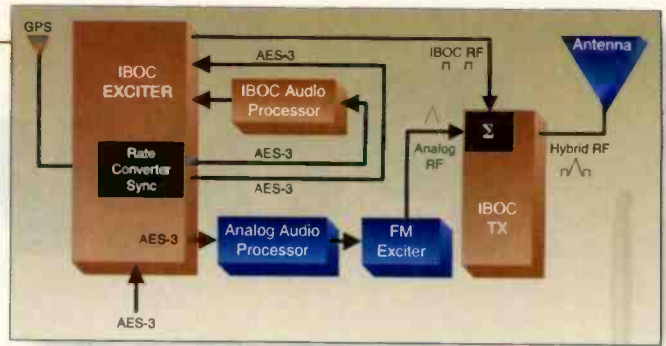 GPS
IBOC
EXCITER
AES-3
IBOC Audio
Processor
Rate
Converter
Sync
AES-3
AES-3
AES-3
Analog Audio
Processor
FM
Exciter
AES-3
IBOC RF
Analog
RF
Σ
IBOC
TX
Antenna
Hybrid RF